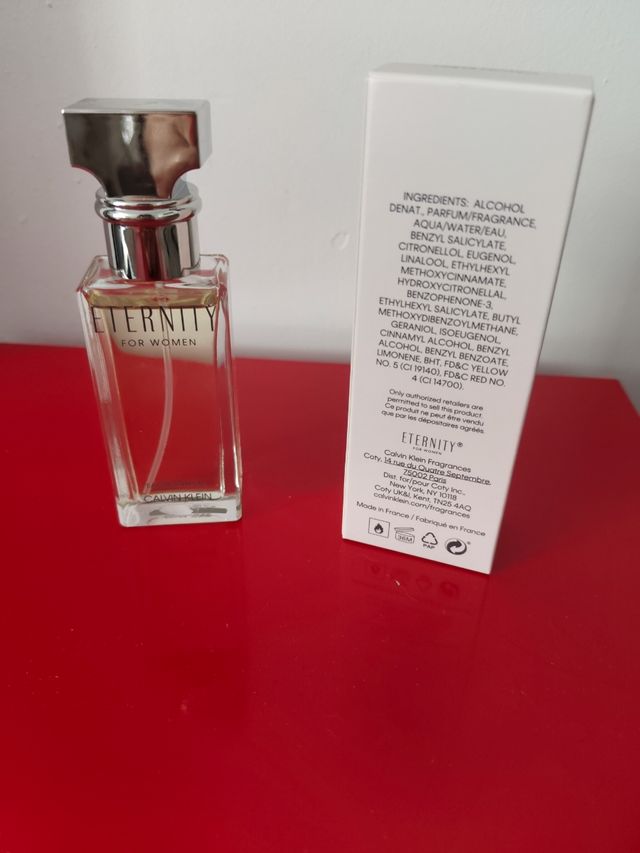 ETERNITY
FOR WOMEN
CALVIN KLEIN
INGREDIENTS: ALCOHOL
DENAT., PARFUM/FRAGRANCE,
AQUA/WATER/EAU,
BENZYL SALICYLATE,
CITRONELLOL, EUGENOL,
LINALOOL, ETHYLHEXYL
METHOXYCINNAMATE,
HYDROXYCITRONELLAL,
BENZOPHENONE-3,
ETHYLHEXYL SALICYLATE, BUTYL
METHOXYDIBENZOYLMETHANE,
GERANIOL, ISOEUGENOL,
CINNAMYL ALCOHOL, BENZYL
ALCOHOL, BENZYL BENZOATE,
LIMONENE, BHT, FD&C YELLOW
NO. 5 (CI 19140), FD&C RED NO.
4 (CI 14700).
Only authorized retailers are
permitted to sell this product.
Ce produit ne peut être vendu
que par les dépositaires agréés.
ETERNITY®
FOR WOMEN
Calvin Klein Fragrances
Coty, 14 rue du Quatre Septembre,
75002 Paris
Dist. for/pour Coty Inc.,
New York, NY 10118
Coty UK&I, Kent, TN25 4AQ
calvinklein.com/fragrances
Made in France / Fabriqué en France
36M
PAP